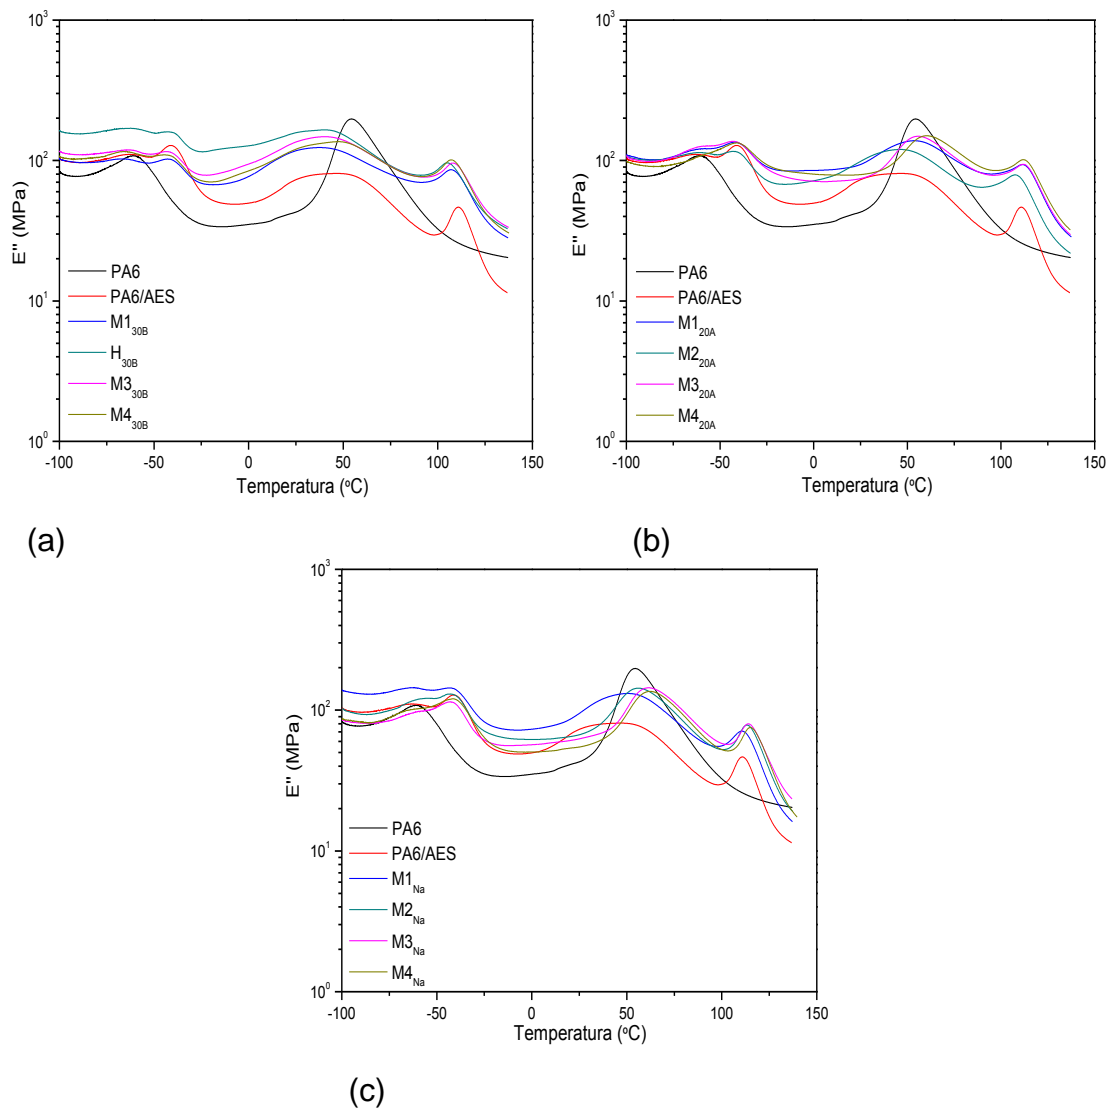 10³
10²
10¹
10⁰
E'' (MPa)
PA6
PA6/AES
M1₃₀B
H₃₀B
M3₃₀B
M4₃₀B
-100 -50 0 50 100 150
Temperatura (ºC)
(a)
10³
10²
10¹
10⁰
E'' (MPa)
PA6
PA6/AES
M1₂₀A
M2₂₀A
M3₂₀A
M4₂₀A
-100 -50 0 50 100 150
Temperatura (ºC)
(b)
10³
10²
10¹
10⁰
E'' (MPa)
PA6
PA6/AES
M1Na
M2Na
M3Na
M4Na
-100 -50 0 50 100 150
Temperatura (ºC)
(c)